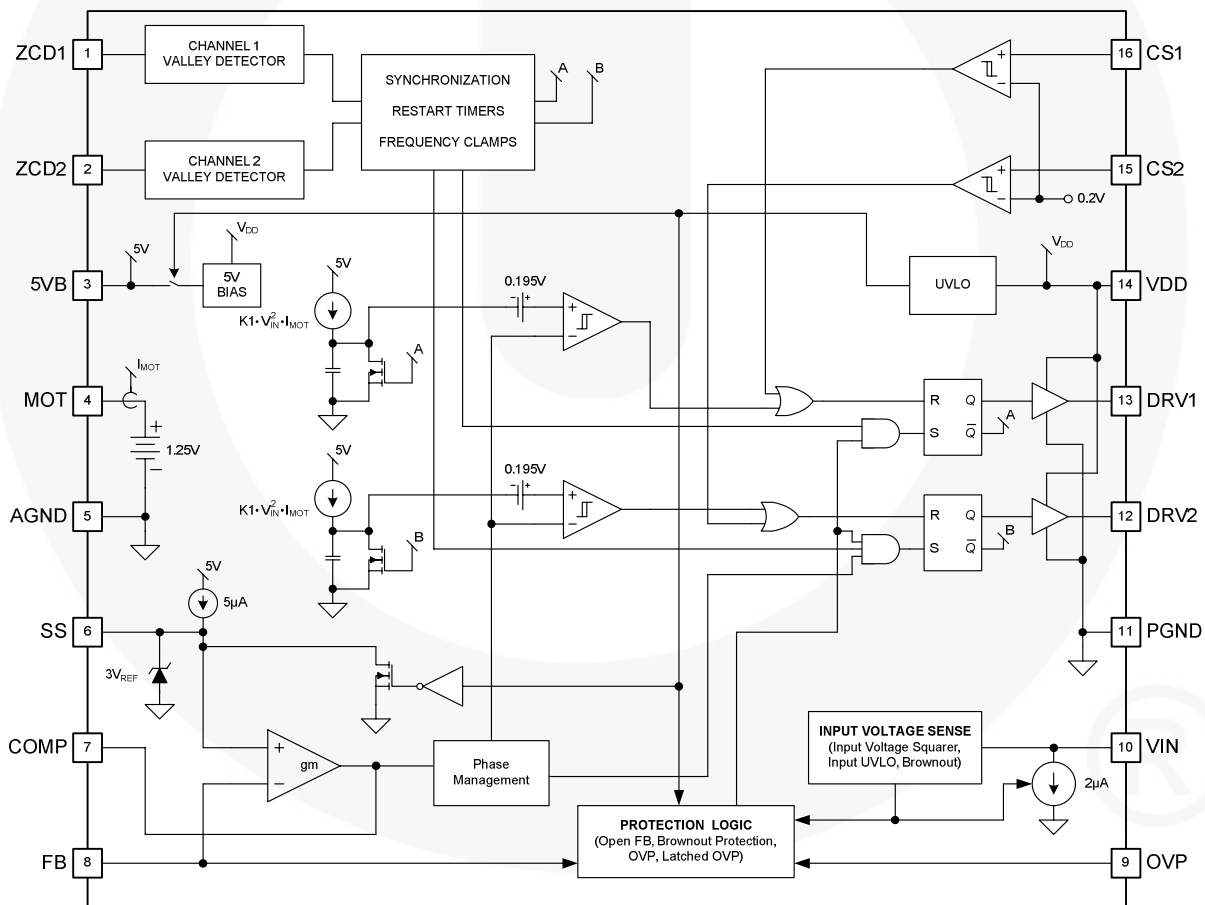 ZCD1
1
CHANNEL 1
VALLEY DETECTOR
SYNCHRONIZATION
RESTART TIMERS
FREQUENCY CLAMPS
A
B
16
CS1
ZCD2
2
CHANNEL 2
VALLEY DETECTOR
15
CS2
0.2V
+
−
+
−
5VB
3
5V
VDD
5V
BIAS
UVLO
VDD
14
VDD
5V
K1·V²IN·IMOT
A
0.195V
- +
+
−
MOT
4
IMOT
+
1.25V
−
R
Q
S
Q̅
A
13
DRV1
AGND
5
5V
K1·V²IN·IMOT
B
0.195V
- +
+
−
R
Q
S
Q̅
B
12
DRV2
SS
6
5V
5µA
3VREF
11
PGND
COMP
7
+
−
gm
Phase
Management
INPUT VOLTAGE SENSE
(Input Voltage Squarer,
Input UVLO, Brownout)
10
VIN
2µA
FB
8
PROTECTION LOGIC
(Open FB, Brownout Protection,
OVP, Latched OVP)
9
OVP
®